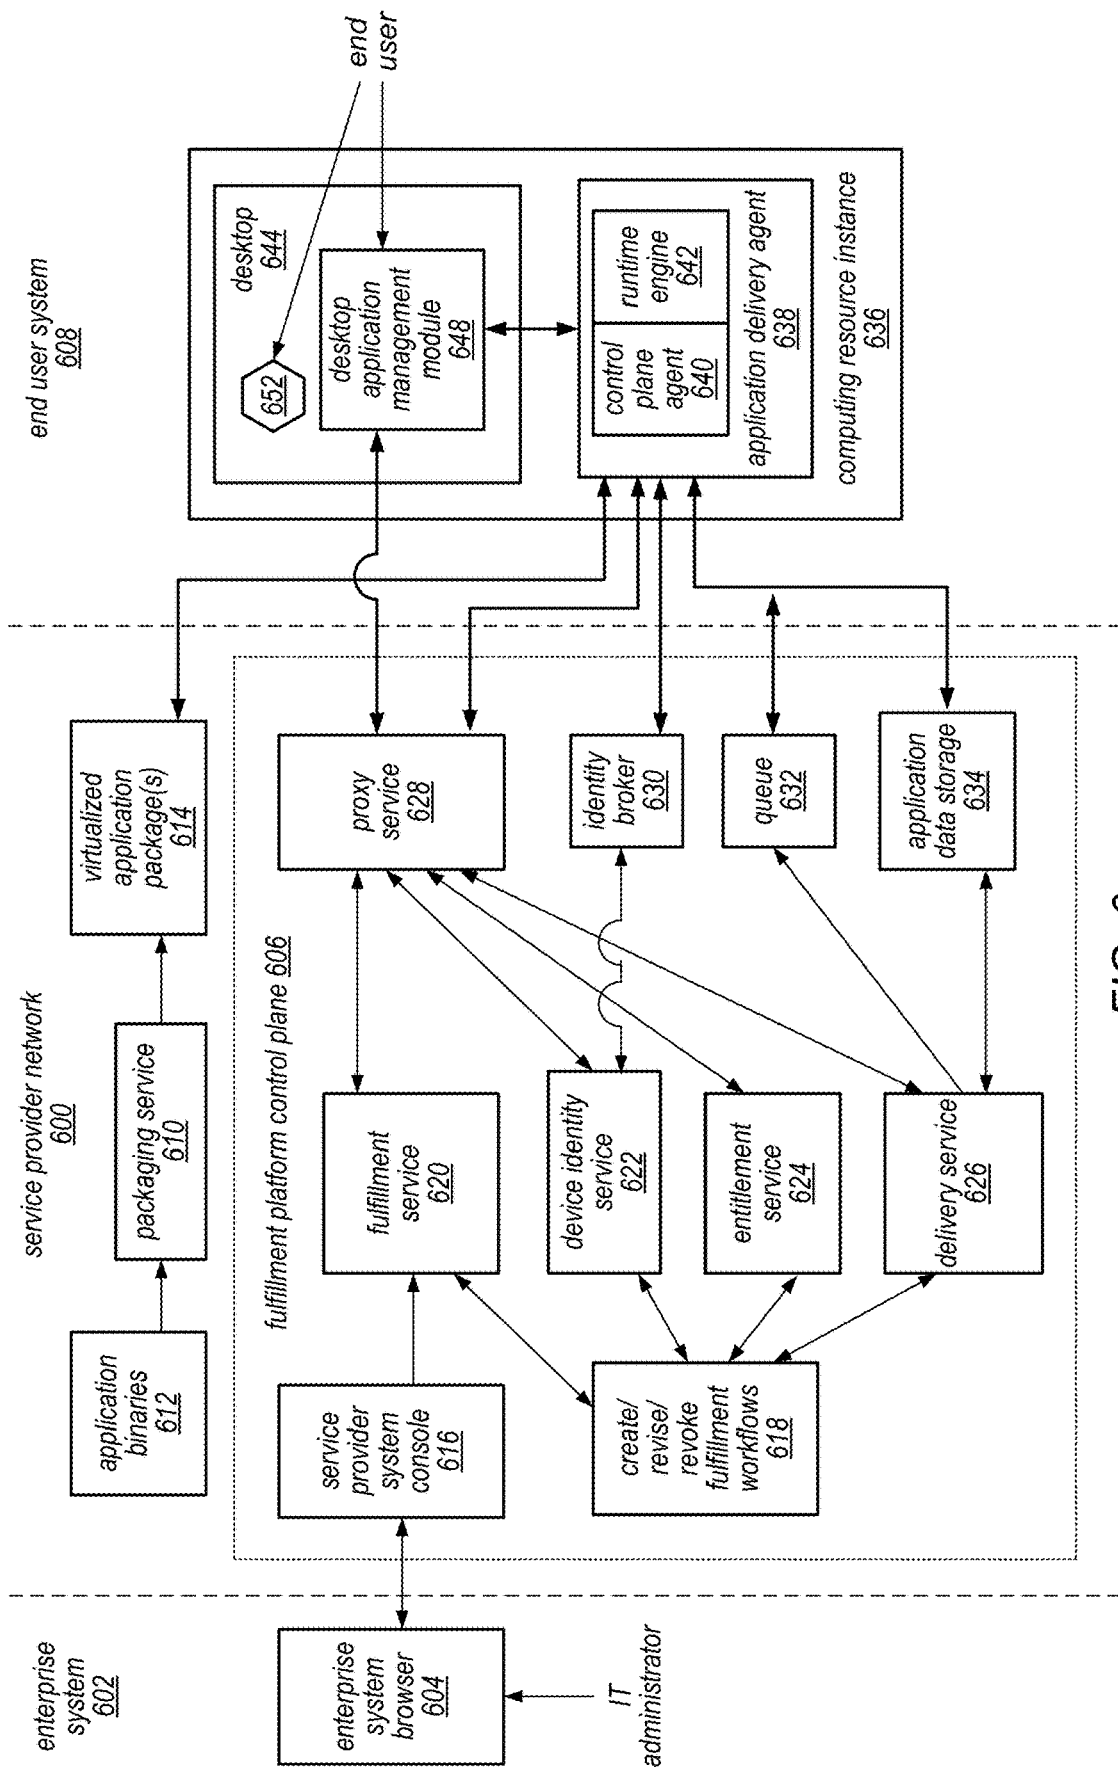 enterprise
system
602
service provider network
600
end user system
608
application
binaries
612
packaging service
610
virtualized
application
package(s)
614
fulfillment platform control plane 606
enterprise
system
browser
604
IT
administrator
service
provider
system
console
616
create/
revise/
revoke
fulfillment
workflows
618
fulfillment
service
620
device identity
service
622
entitlement
service
624
delivery service
626
proxy
service
628
identity
broker
630
queue
632
application
data storage
634
desktop
644
652
desktop
application
management
module
648
end
user
control
plane
agent
640
runtime
engine
642
application delivery agent
638
computing resource instance
636